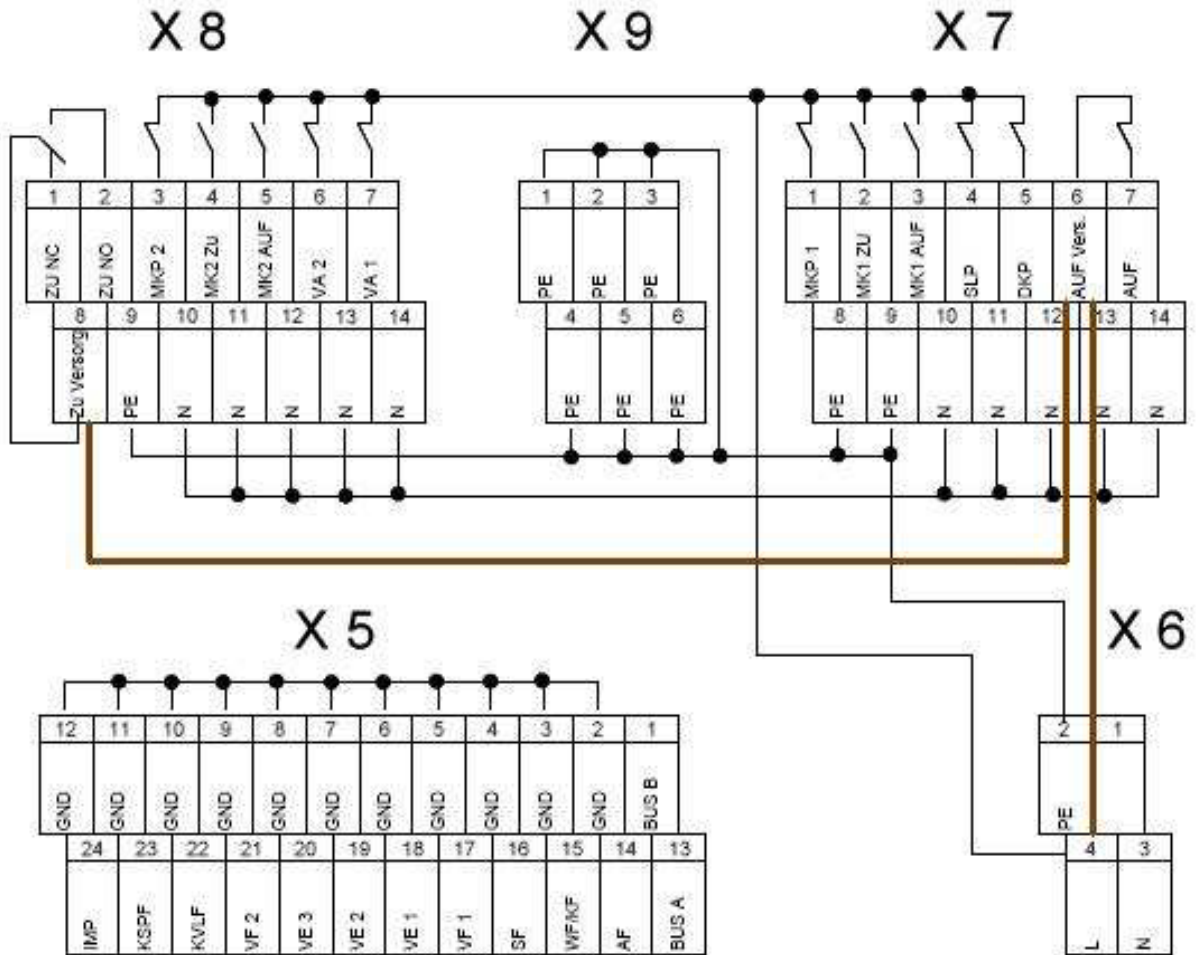 X 8 X 9 X 7
1 2 3 4 5 6 7
ZU NC ZU NO MKP 2 MK2 Zu MK2 AUF VA 2 VA 1
8 9 10 11 12 13 14
Zu Versorg PE N N N N N
1 2 3
PE PE PE
4 5 6
PE PE PE
1 2 3 4 5 6 7
MKP 1 MK1 ZU MK1 AUF SLP DKP AUF Vers. AUF
8 9 10 11 12 13 14
PE PE N N N N N
X 5 X 6
12 11 10 9 8 7 6 5 4 3 2 1
GND GND GND GND GND GND GND GND GND GND GND BUS B
24 23 22 21 20 19 18 17 16 15 14 13
IMP KSPF KVLF VF 2 VE 3 VE 2 VE 1 VF 1 SF WF/KF AF BUS A
2 1
PE
4 3
L N